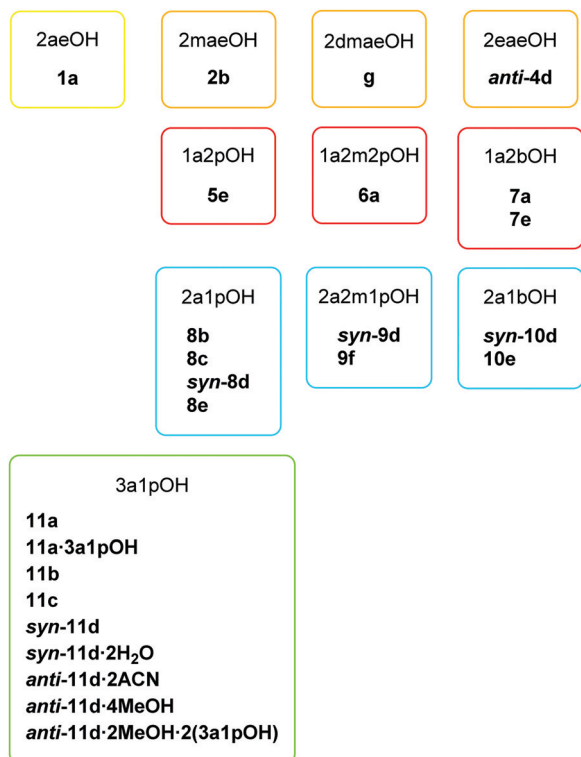 2aeOH
1a
2maeOH
2b
2dmaeOH
g
2eaeOH
anti-4d
1a2pOH
5e
1a2m2pOH
6a
1a2bOH
7a
7e
2a1pOH
8b
8c
syn-8d
8e
2a2m1pOH
syn-9d
9f
2a1bOH
syn-10d
10e
3a1pOH
11a
11a·3a1pOH
11b
11c
syn-11d
syn-11d·2H₂O
anti-11d·2ACN
anti-11d·4MeOH
anti-11d·2MeOH·2(3a1pOH)